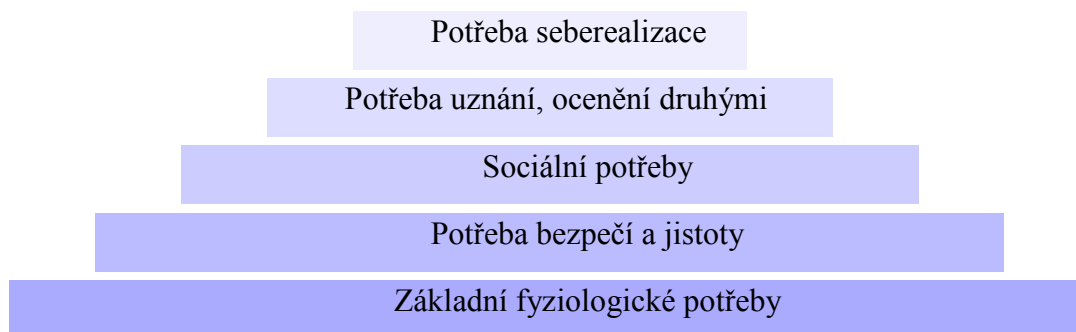 Potřeba seberealizace
Potřeba uznání, ocenění druhými
Sociální potřeby
Potřeba bezpečí a jistoty
Základní fyziologické potřeby